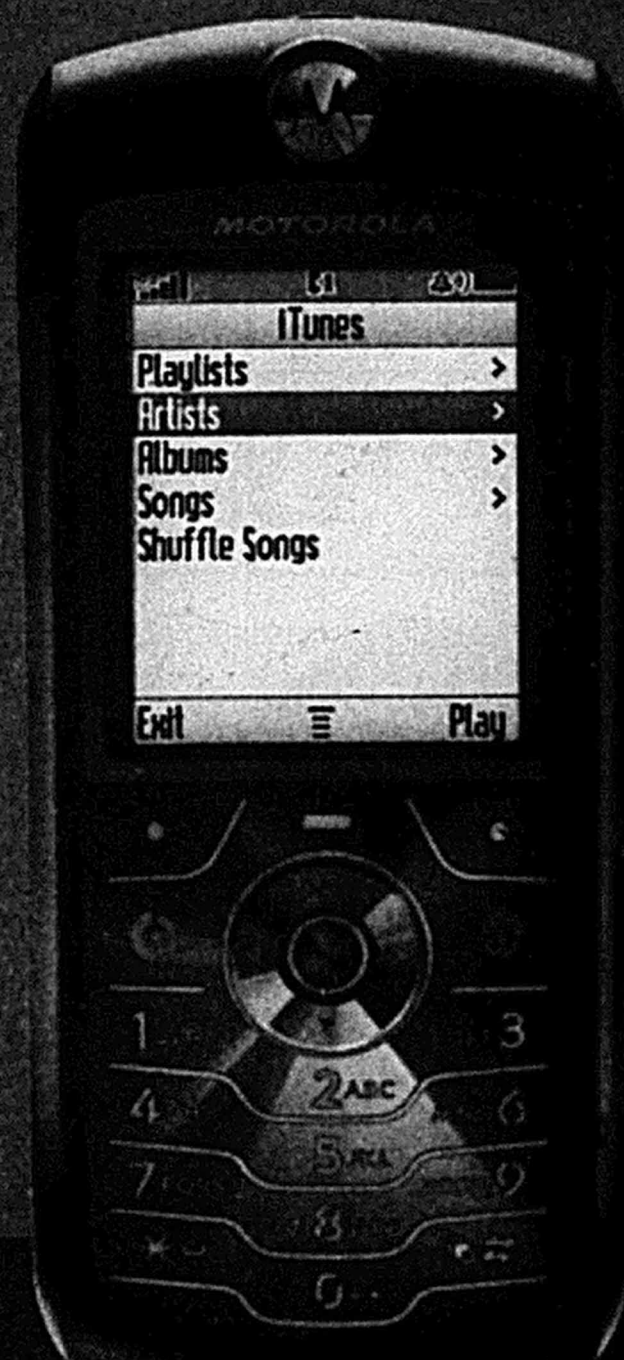 MOTOROLA
iTunes
Playlists >
Artists >
Albums >
Songs >
Shuffle Songs
Exit Play
1 3
2ABC
4 6
5JKL
7 9
8
0